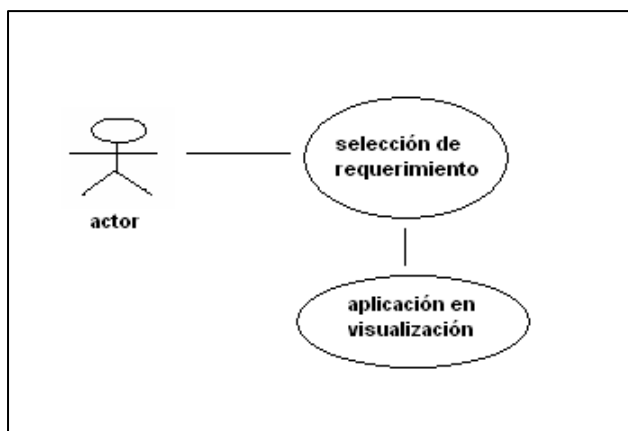 selección de
requerimiento
actor
aplicación en
visualización